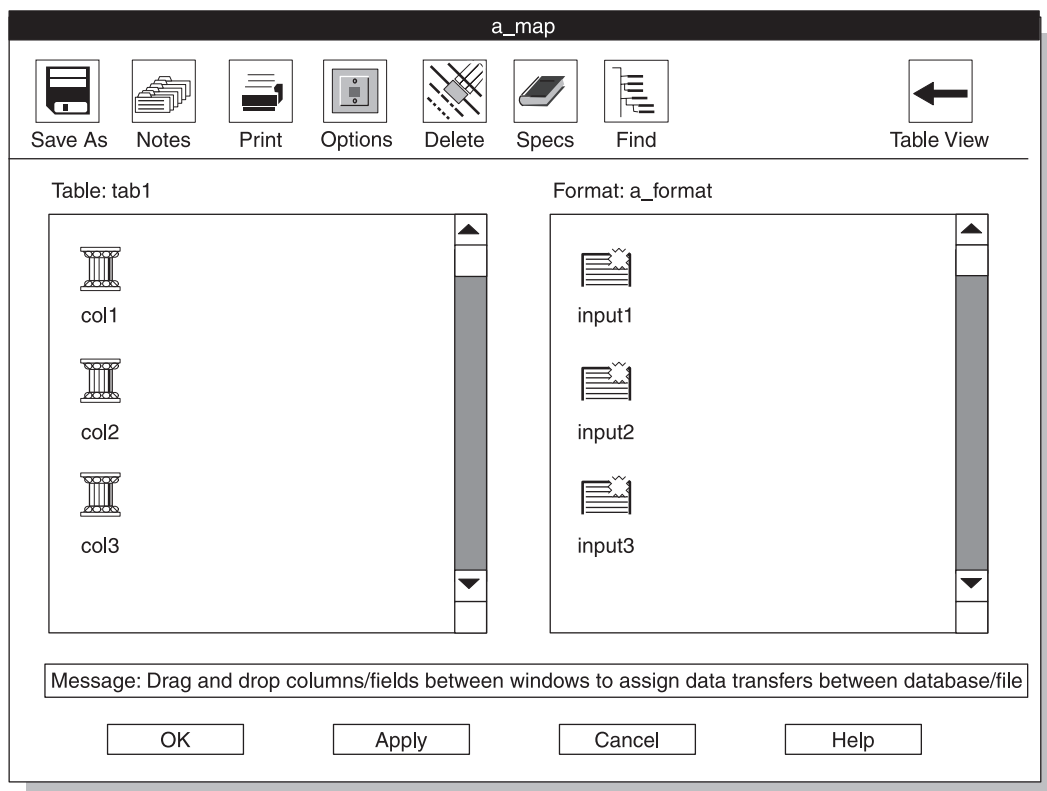 a_map
Save As Notes Print Options Delete Specs Find Table View
Table: tab1 Format: a_format
col1 input1
col2 input2
col3 input3
Message: Drag and drop columns/fields between windows to assign data transfers between database/file
OK Apply Cancel Help